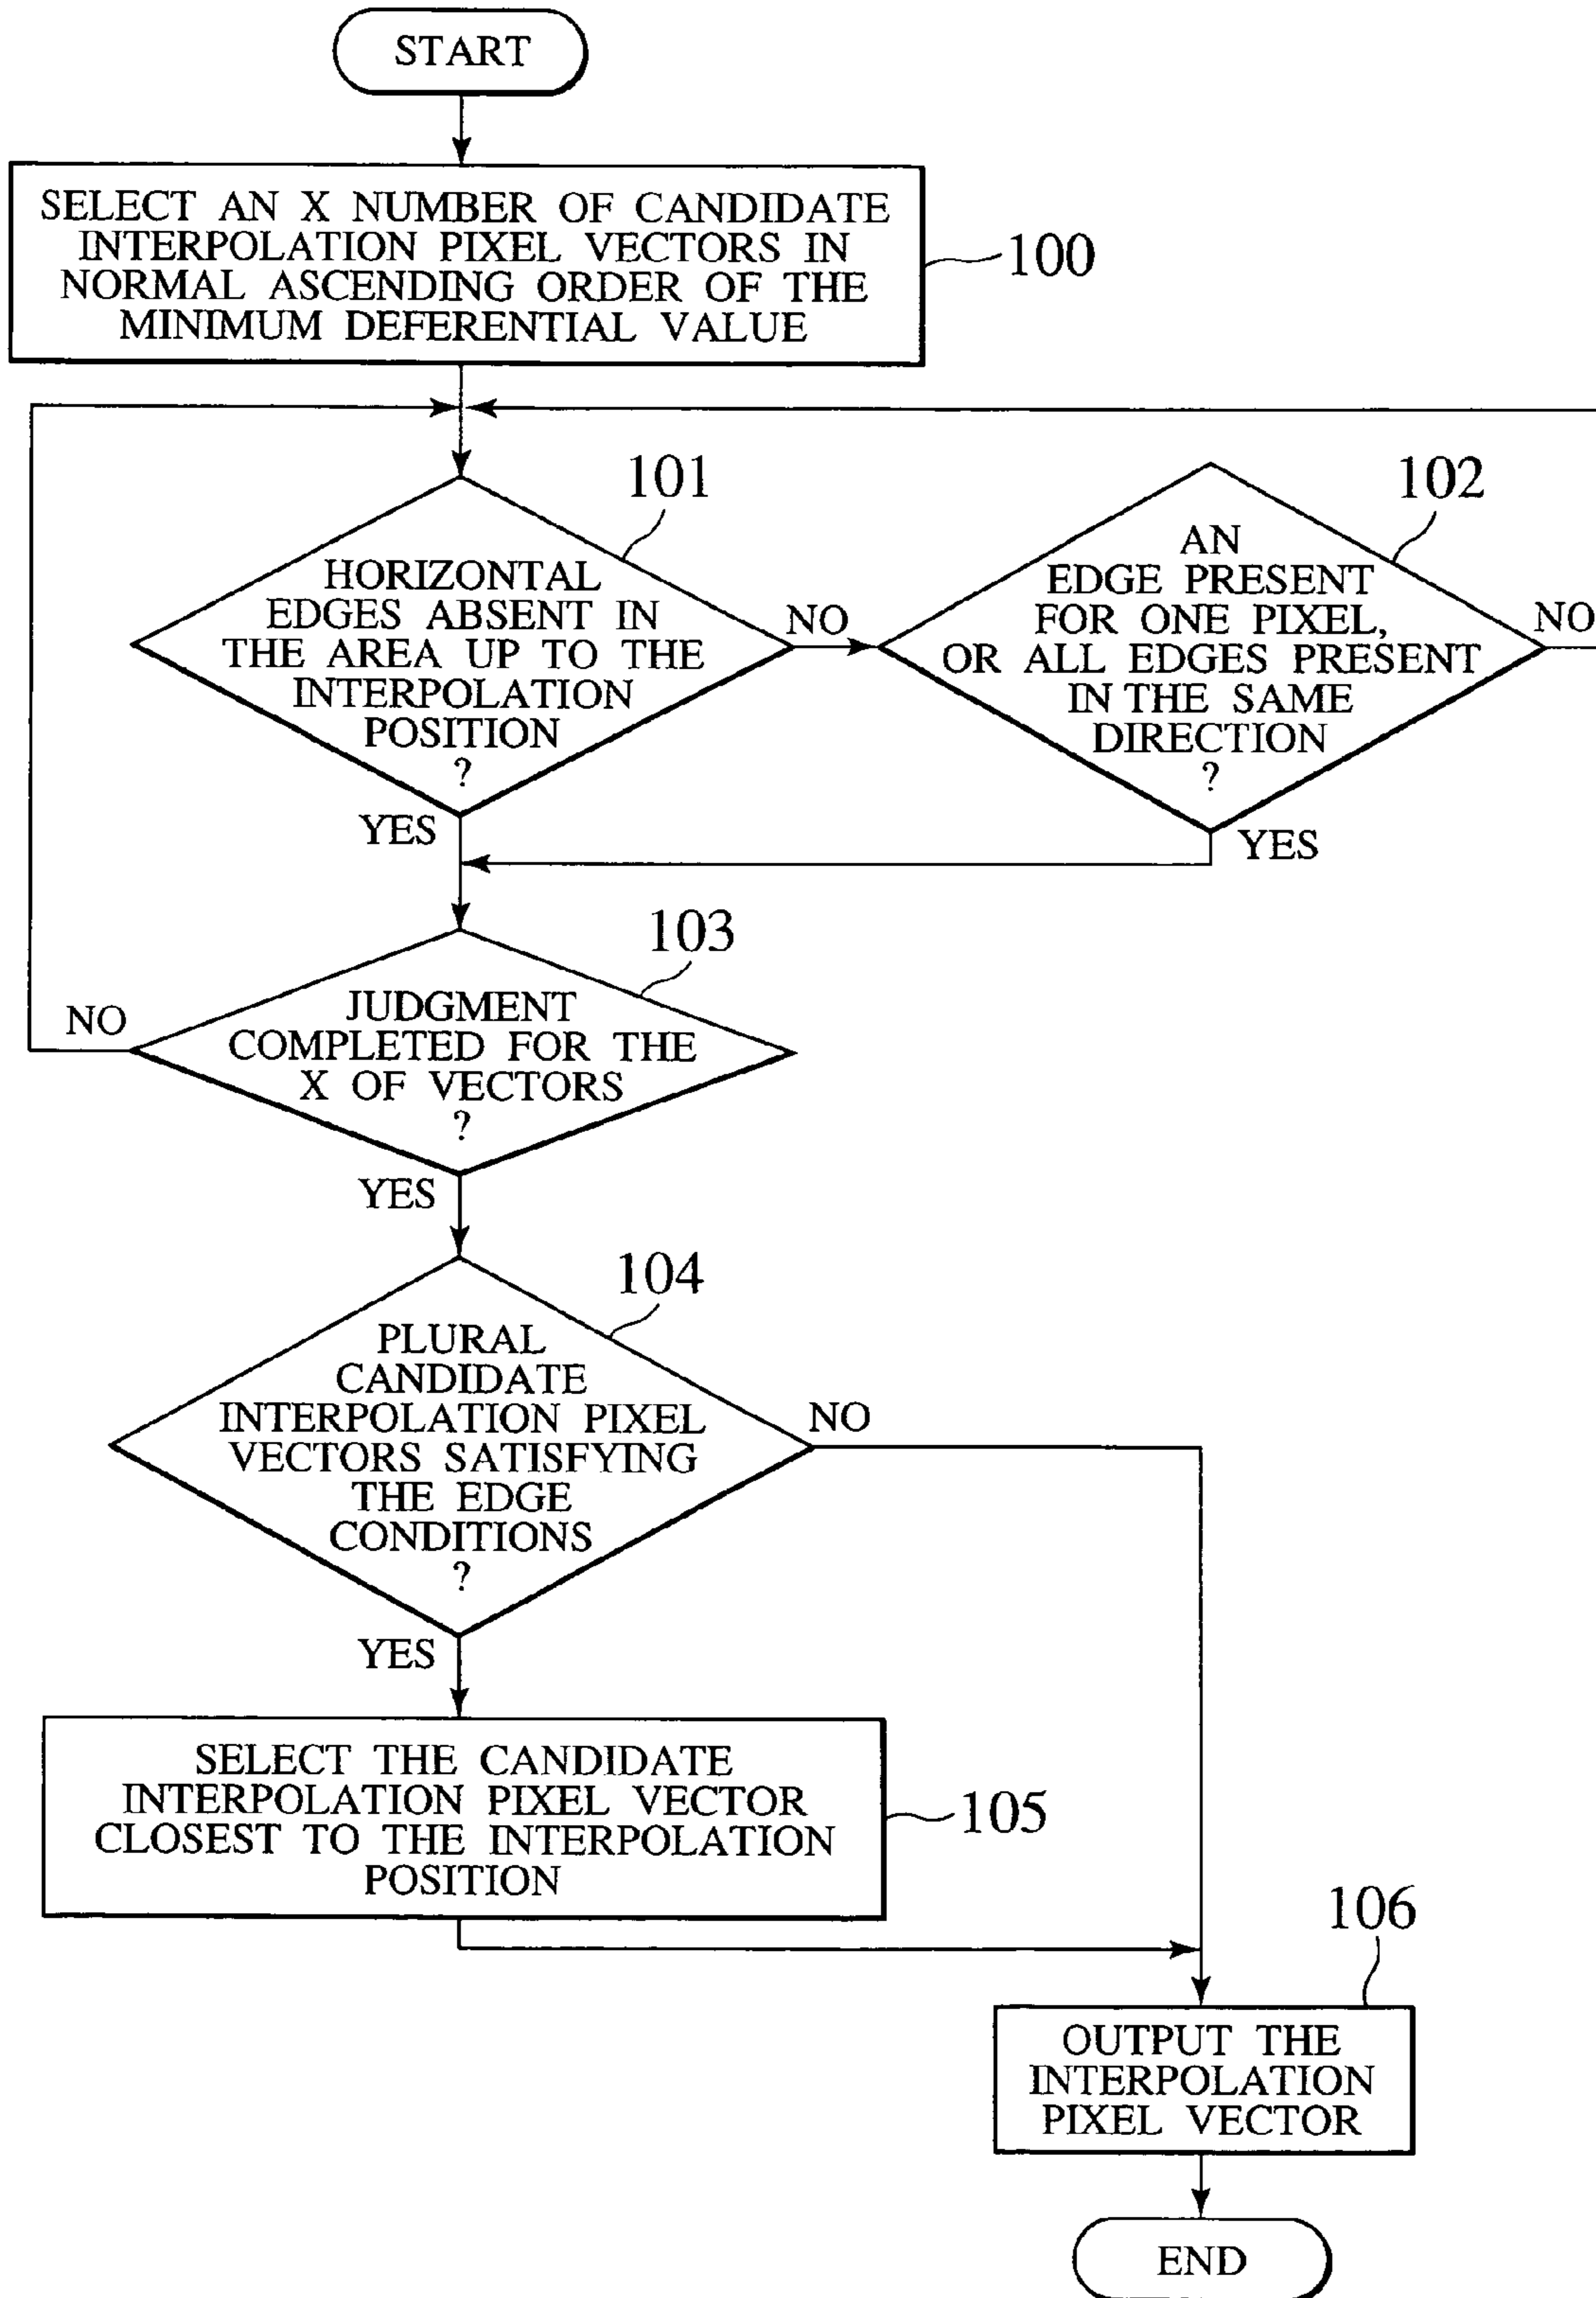 START
SELECT AN X NUMBER OF CANDIDATE
INTERPOLATION PIXEL VECTORS IN
NORMAL ASCENDING ORDER OF THE
MINIMUM DEFERENTIAL VALUE
100
101
HORIZONTAL
EDGES ABSENT IN
THE AREA UP TO THE
INTERPOLATION
POSITION
?
NO
YES
102
AN
EDGE PRESENT
FOR ONE PIXEL,
OR ALL EDGES PRESENT
IN THE SAME
DIRECTION
?
NO
YES
103
JUDGMENT
COMPLETED FOR THE
X OF VECTORS
?
NO
YES
104
PLURAL
CANDIDATE
INTERPOLATION PIXEL
VECTORS SATISFYING
THE EDGE
CONDITIONS
?
NO
YES
SELECT THE CANDIDATE
INTERPOLATION PIXEL VECTOR
CLOSEST TO THE INTERPOLATION
POSITION
105
106
OUTPUT THE
INTERPOLATION
PIXEL VECTOR
END